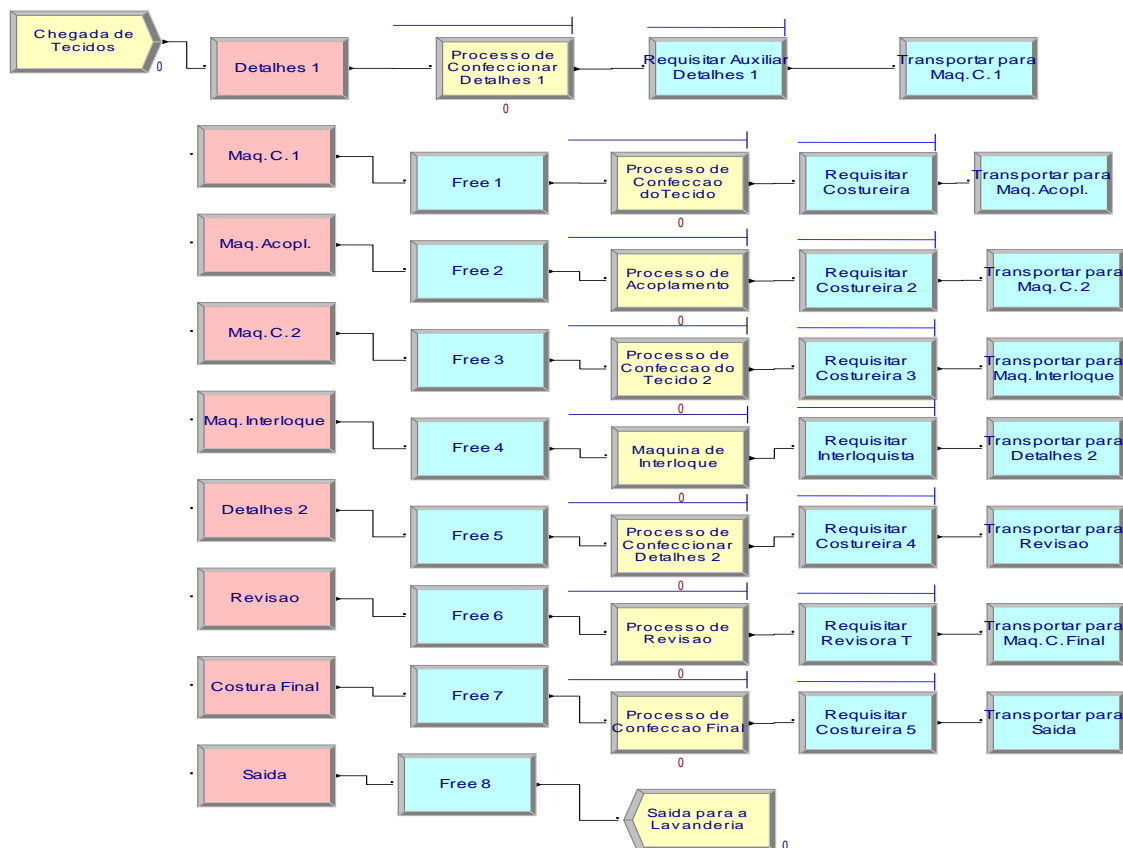 Chegada de
Tecidos
0
Detalhes 1
Processo de
Confeccionar
Detalhes 1
0
Requisitar Auxiliar
Detalhes 1
Transportar para
Maq. C. 1
Maq. C. 1
Free 1
Processo de
Confeccao
do Tecido
0
Requisitar
Costureira
Transportar para
Maq. Acopl.
Maq. Acopl.
Free 2
Processo de
Acoplamento
0
Requisitar
Costureira 2
Transportar para
Maq. C. 2
Maq. C. 2
Free 3
Processo de
Confeccao do
Tecido 2
0
Requisitar
Costureira 3
Transportar para
Maq. Interloque
Maq. Interloque
Free 4
Maquina de
Interloque
0
Requisitar
Interloquista
Transportar para
Detalhes 2
Detalhes 2
Free 5
Processo de
Confeccionar
Detalhes 2
0
Requisitar
Costureira 4
Transportar para
Revisao
Revisao
Free 6
Processo de
Revisao
0
Requisitar
Revisora T
Transportar para
Maq. C. Final
Costura Final
Free 7
Processo de
Confeccao Final
0
Requisitar
Costureira 5
Transportar para
Saida
Saida
Free 8
Saida para a
Lavanderia
0